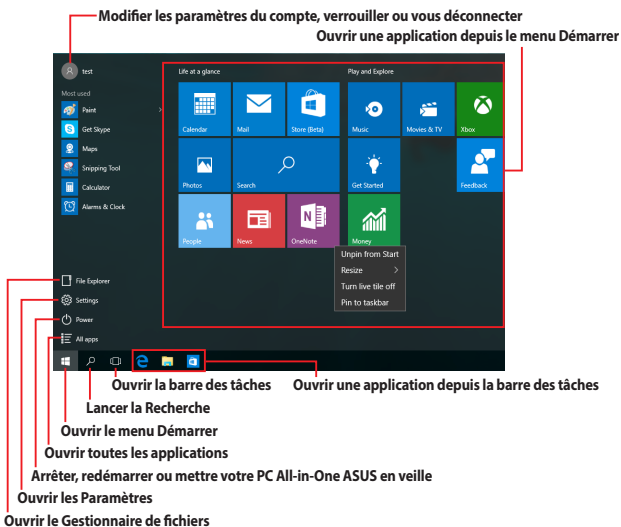 Modifier les paramètres du compte, verrouiller ou vous déconnecter
Ouvrir une application depuis le menu Démarrer
test
Life at a glance
Play and Explore
Most used
Paint
Get Skype
Maps
Snipping Tool
Calculator
Alarms & Clock
Calendar
Mail
Store (Beta)
Music
Movies & TV
Xbox
Photos
Search
Get Started
Feedback
People
News
OneNote
Money
Unpin from Start
Resize
Turn live tile off
Pin to taskbar
File Explorer
Settings
Power
All apps
Ouvrir la barre des tâches
Ouvrir une application depuis la barre des tâches
Lancer la Recherche
Ouvrir le menu Démarrer
Ouvrir toutes les applications
Arrêter, redémarrer ou mettre votre PC All-in-One ASUS en veille
Ouvrir les Paramètres
Ouvrir le Gestionnaire de fichiers